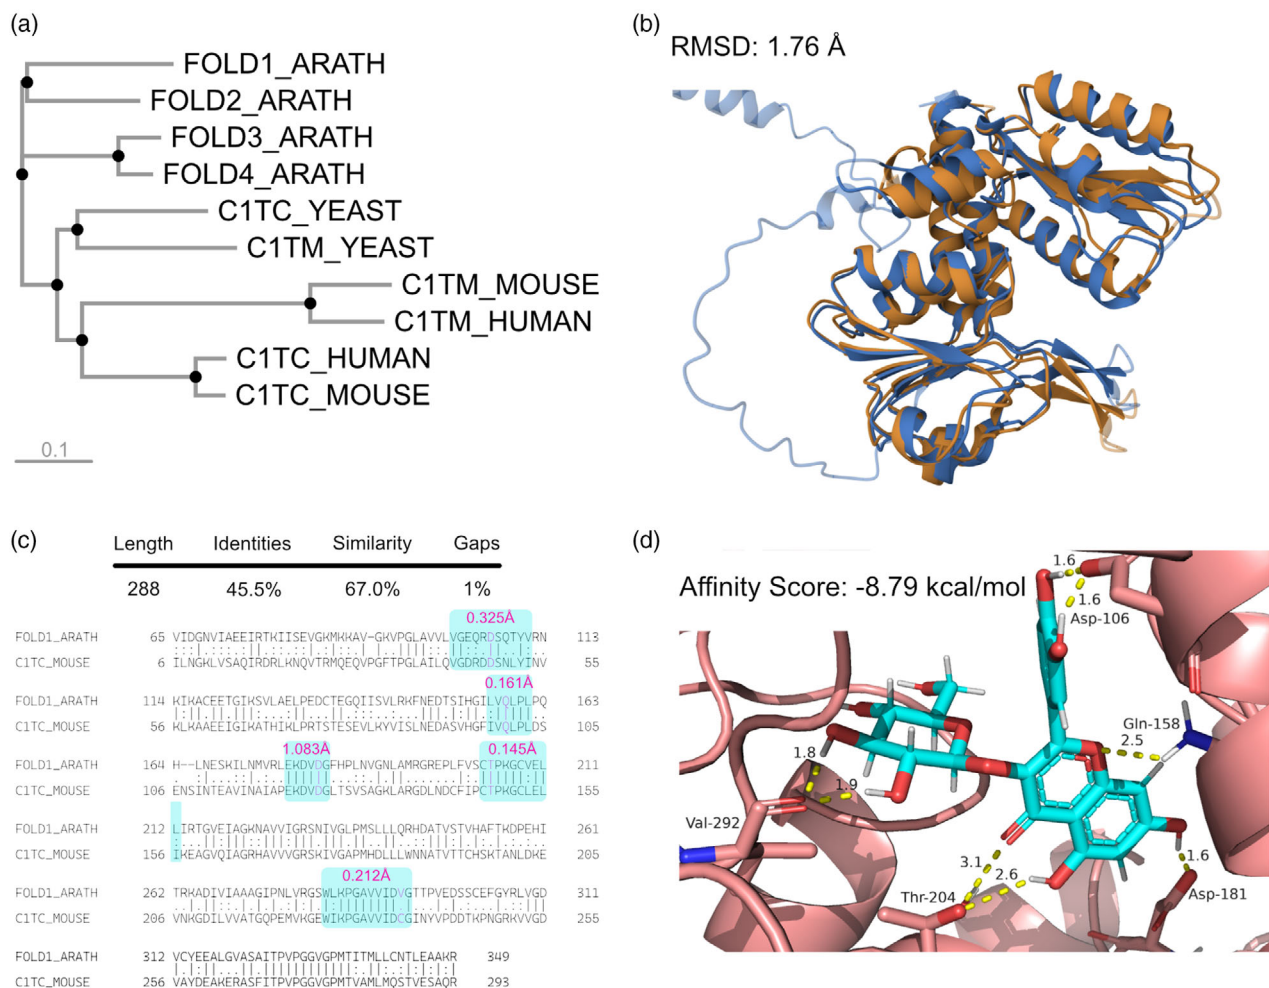 (a)
FOLD1_ARATH
FOLD2_ARATH
FOLD3_ARATH
FOLD4_ARATH
C1TC_YEAST
C1TM_YEAST
C1TM_MOUSE
C1TM_HUMAN
C1TC_HUMAN
C1TC_MOUSE
0.1
(b)
RMSD: 1.76 Å
(c)
Length Identities Similarity Gaps
288 45.5% 67.0% 1%
0.325Å
FOLD1_ARATH 65 VIDGNVIAEEIRTKIISEVGKMKKAV-GKVPGLAVVLVGEQRDSQTYVRN 113
C1TC_MOUSE 6 ILNGKLVSAQIRDRLKNQVTRMQEQVPGFTPGLAILQVGDRDDSNLYINV 55
0.161Å
FOLD1_ARATH 114 KIKACEETGIKSVLAELPEDCTEGQIISVLRKFNEDTSIHGILVQLPLPQ 163
C1TC_MOUSE 56 KLKAAEEIGIKATHIKLPRTSTESEVLKYVISLNEDASVHGFIVQLPLDS 105
1.083Å 0.145Å
FOLD1_ARATH 164 H--LNESKILNMVRLEKDVDGFHPLNVGNLAMRGREPLFVSCTPKGCVEL 211
C1TC_MOUSE 106 ENSINTEAVINAIAPEKDVDGLTSVSAGKLARGDLNDCFIPCTPKGCLEL 155
FOLD1_ARATH 212 LIRTGVEIAGKNAVVIGRSNIVGLPMSLLLQRHDATVSTVHAFTKDPEHI 261
C1TC_MOUSE 156 IKEAGVQIAGRHAVVVGRSKIVGAPMHDLLLWNNATVTTCHSKTANLDKE 205
0.212Å
FOLD1_ARATH 262 TRKADIVIAAAGIPNLVRGSWLKPGAVVIDVGTTPVEDSSCEFGYRLVGD 311
C1TC_MOUSE 206 VNKGDILVVATGQPEMVKGEWIKPGAVVIDCGINYVPDDTKPNGRKVVGD 255
FOLD1_ARATH 312 VCYEEALGVASAITPVPGGVGPMTITMLLCNTLEAAKR 349
C1TC_MOUSE 256 VAYDEAKERASFITPVPGGVGPMTVAMLMQSTVESAQR 293
(d)
Affinity Score: -8.79 kcal/mol
1.6
1.6
Asp-106
Gln-158
2.5
1.8
1.9
Val-292
3.1
2.6
Thr-204
1.6
Asp-181